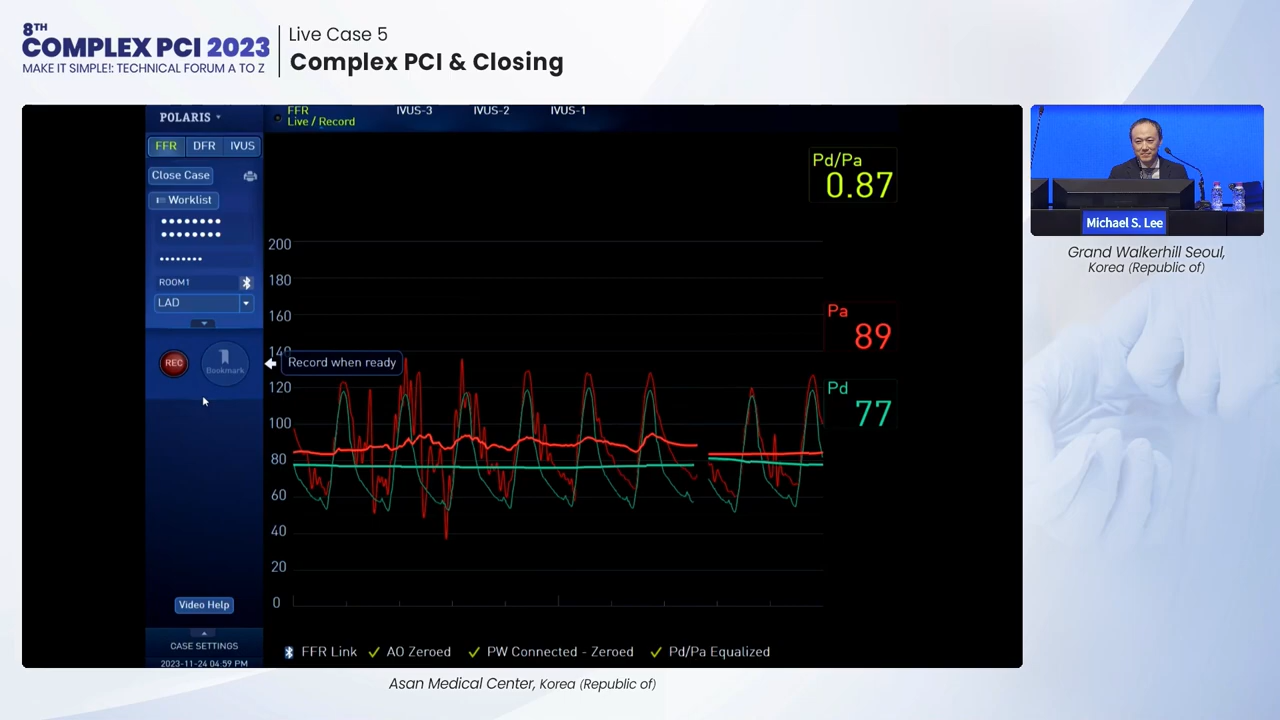 8TH
COMPLEX PCI 2023
MAKE IT SIMPLE!: TECHNICAL FORUM A TO Z
Live Case 5
Complex PCI & Closing
POLARIS
FFR DFR IVUS
Close Case
Worklist
ROOM1
LAD
REC
Bookmark
Record when ready
Video Help
CASE SETTINGS
2023-11-24 04:59 PM
FFR
Live / Record
IVUS-3 IVUS-2 IVUS-1
Pd/Pa
0.87
Pa
89
Pd
77
200
180
160
140
120
100
80
60
40
20
0
FFR Link AO Zeroed PW Connected - Zeroed Pd/Pa Equalized
Asan Medical Center, Korea (Republic of)
Michael S. Lee
Grand Walkerhill Seoul,
Korea (Republic of)